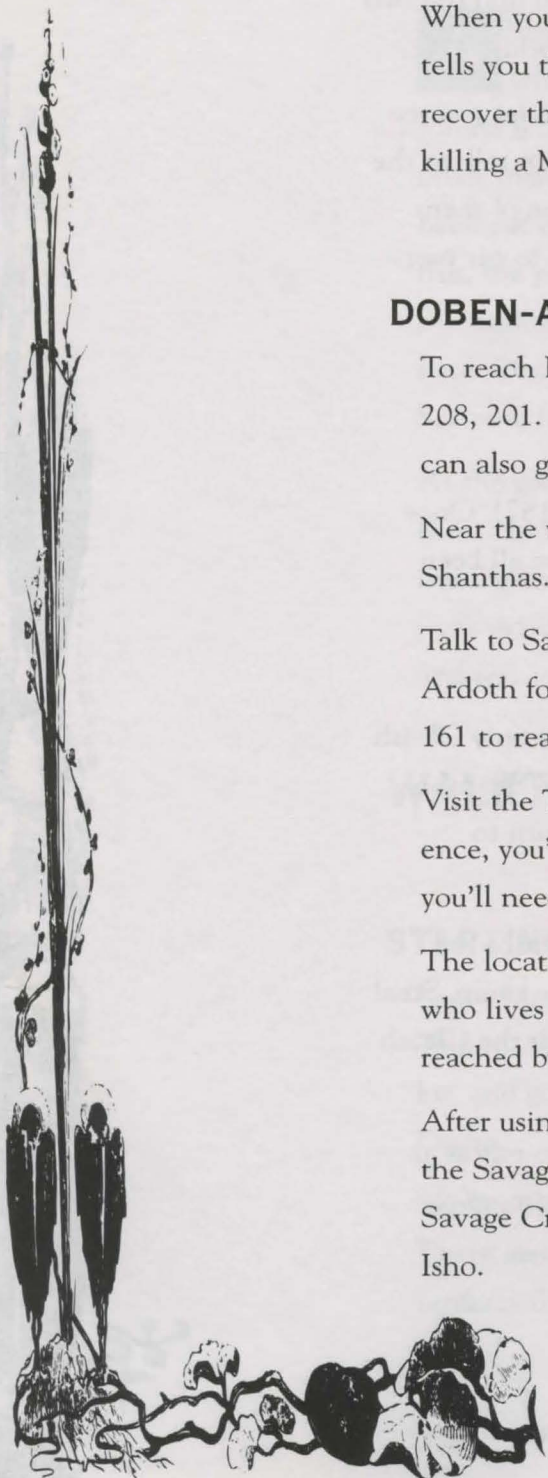 When you
tells you t
recover th
killing a M
DOBEN-A
To reach
208, 201.
can also g
Near the
Shanthas.
Talk to Sa
Ardoth fo
161 to rea
Visit the T
ence, you'
you'll nee
The locat
who lives
reached b
After usin
the Savag
Savage Cr
Isho.